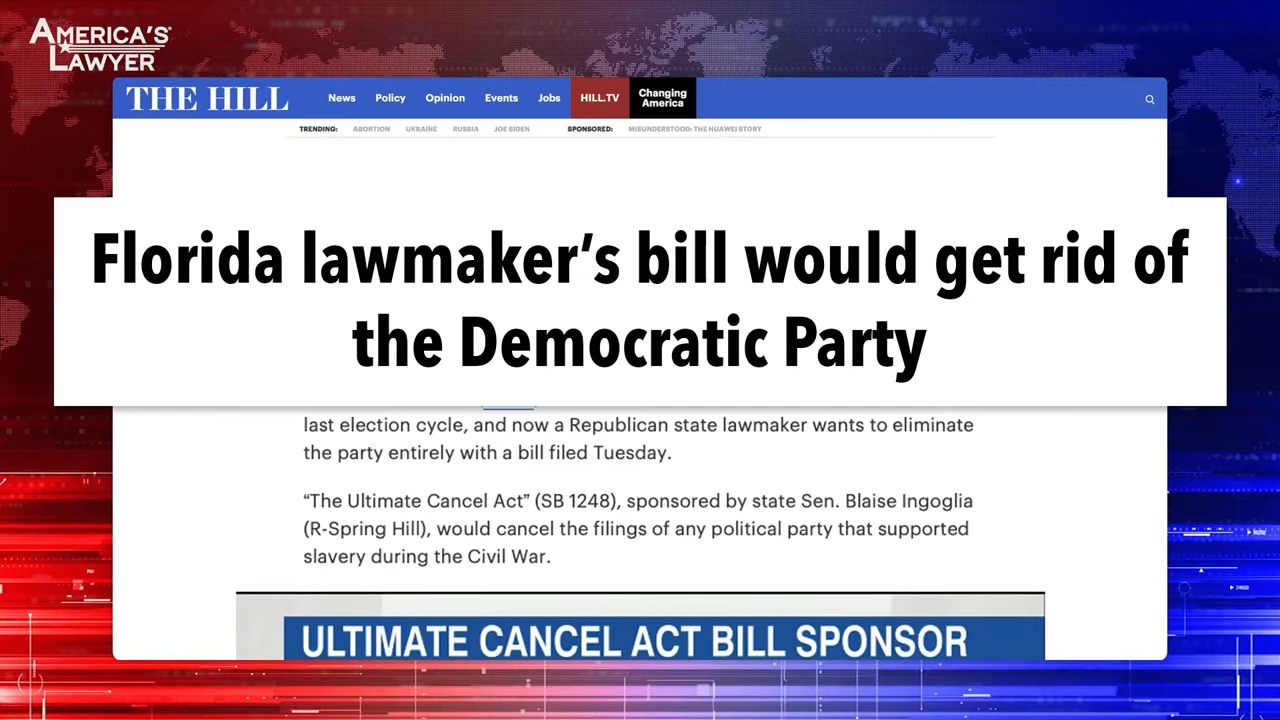 AMERICA'S
LAWYER
THE HILL
News Policy Opinion Events Jobs HILL.TV Changing America
TRENDING: ABORTION UKRAINE RUSSIA JOE BIDEN SPONSORED: MISUNDERSTOOD: THE HUAWEI STORY
Florida lawmaker's bill would get rid of
the Democratic Party
last election cycle, and now a Republican state lawmaker wants to eliminate
the party entirely with a bill filed Tuesday.
“The Ultimate Cancel Act” (SB 1248), sponsored by state Sen. Blaise Ingoglia
(R-Spring Hill), would cancel the filings of any political party that supported
slavery during the Civil War.
ULTIMATE CANCEL ACT BILL SPONSOR